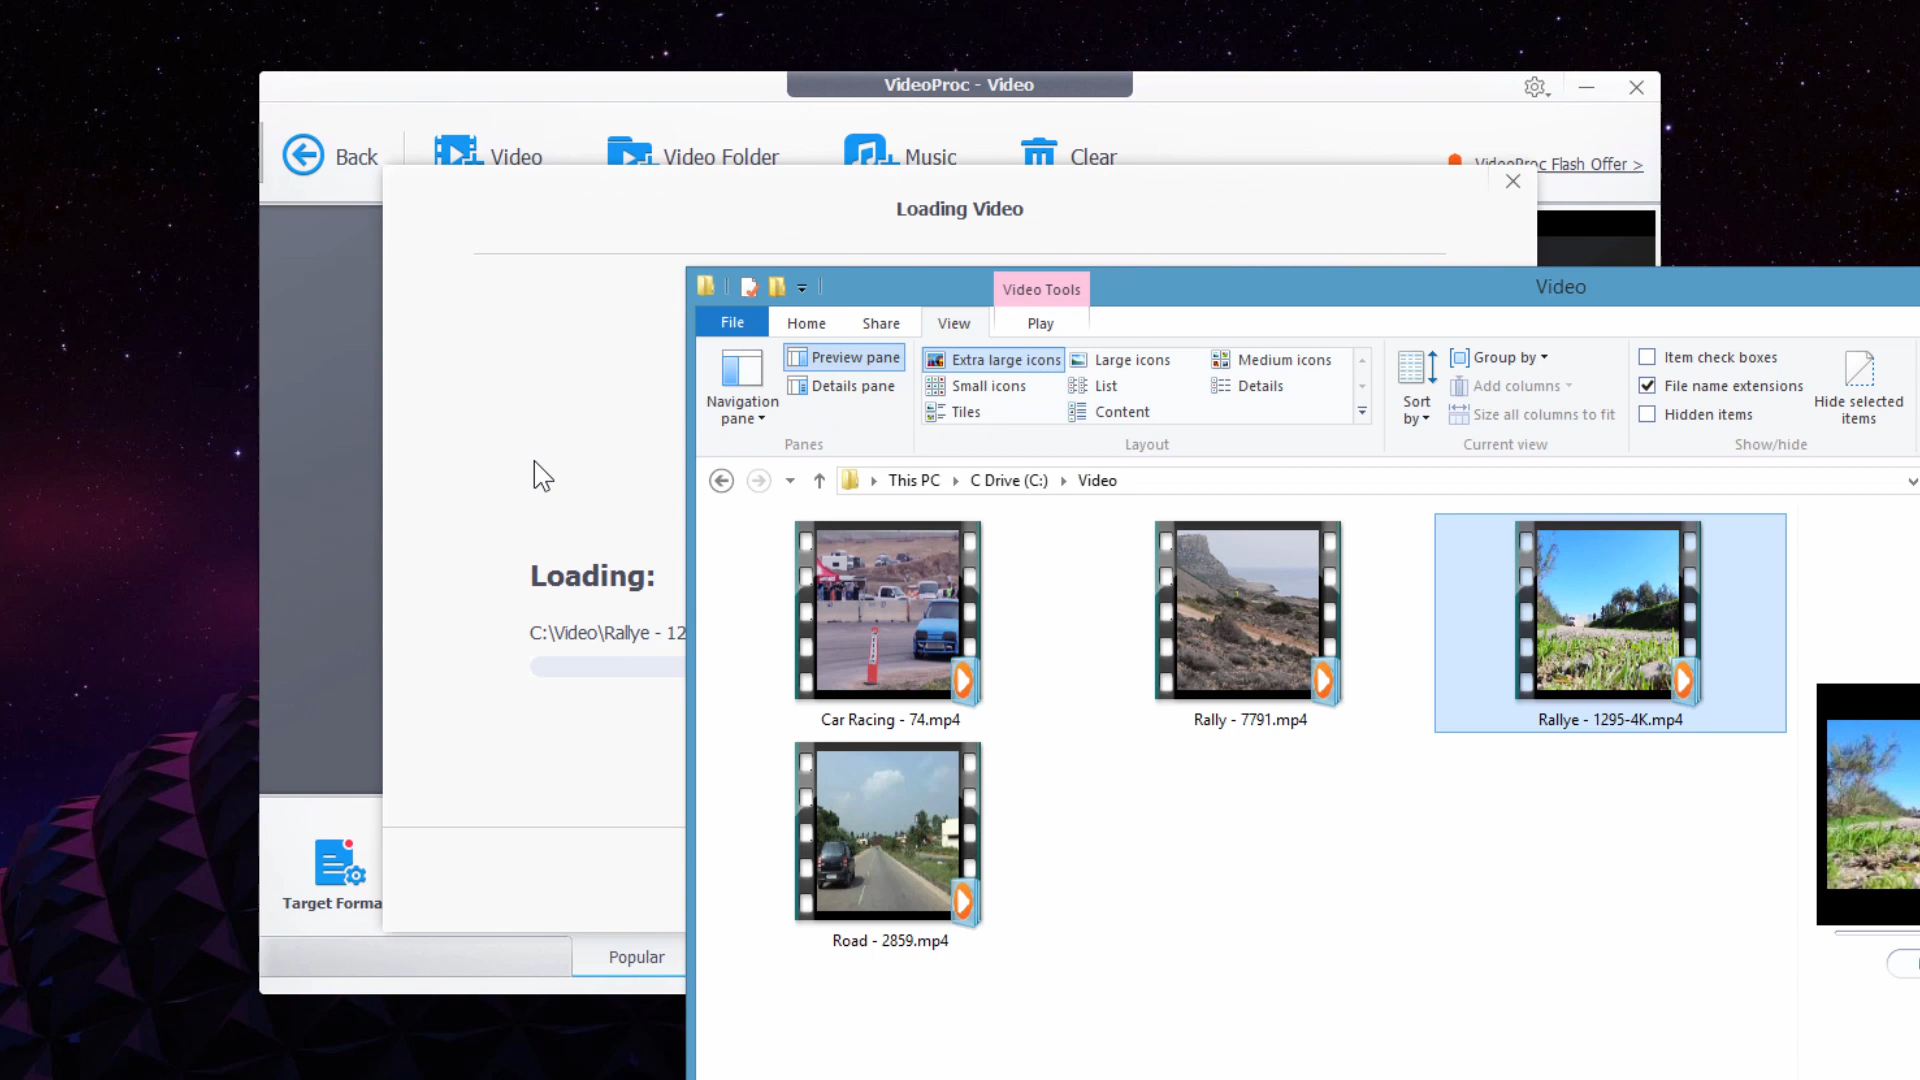 VideoProc - Video
Back
Video
Video Folder
Music
Clear
VideoProc Flash Offer >
Loading Video
Loading:
C:\Video\Rallye - 12
Target Forma
Popular
Video Tools
Video
File
Home
Share
View
Play
Navigation
pane
Preview pane
Details pane
Panes
Extra large icons
Large icons
Medium icons
Small icons
List
Details
Tiles
Content
Layout
Sort
by
Group by
Add columns
Size all columns to fit
Current view
Item check boxes
File name extensions
Hidden items
Hide selected
items
Show/hide
This PC
C Drive (C:)
Video
Car Racing - 74.mp4
Rally - 7791.mp4
Rallye - 1295-4K.mp4
Road - 2859.mp4